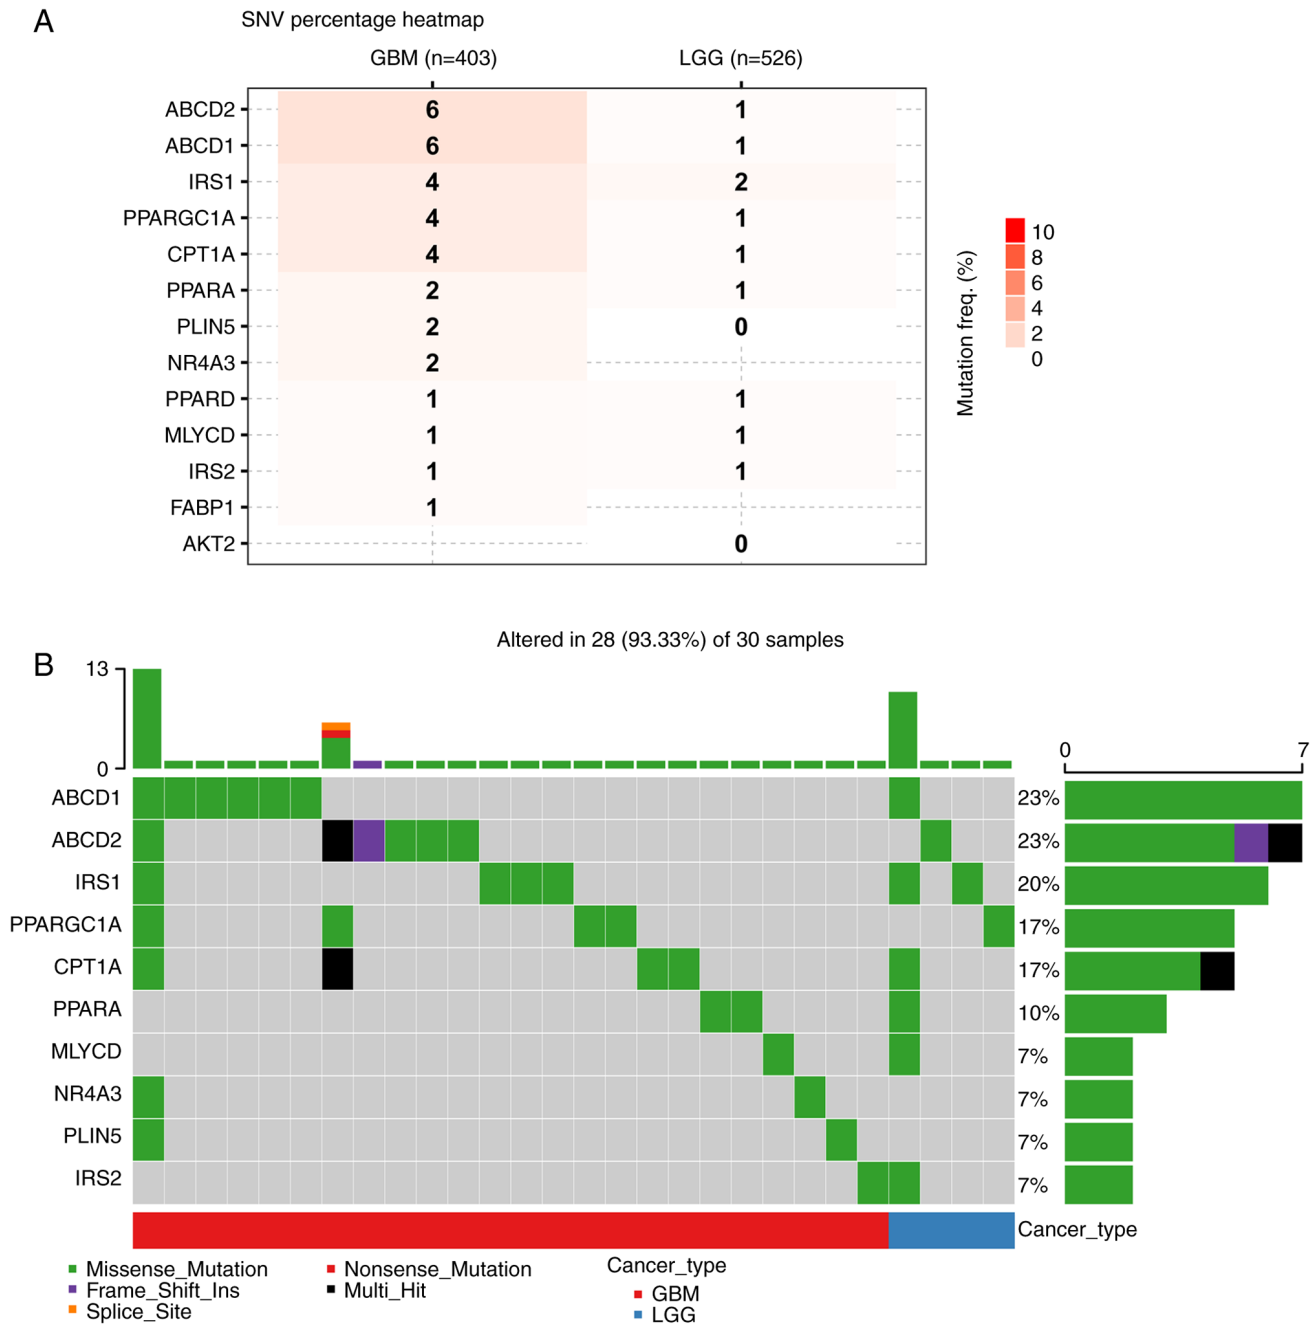 A
SNV percentage heatmap
GBM (n=403) LGG (n=526)
ABCD2 6 1
ABCD1 6 1
IRS1 4 2
PPARGC1A 4 1
CPT1A 4 1
PPARA 2 1
PLIN5 2 0
NR4A3 2
PPARD 1 1
MLYCD 1 1
IRS2 1 1
FABP1 1
AKT2 0
Mutation freq. (%)
10
8
6
4
2
0
B
Altered in 28 (93.33%) of 30 samples
13
0
0 7
ABCD1 23%
ABCD2 23%
IRS1 20%
PPARGC1A 17%
CPT1A 17%
PPARA 10%
MLYCD 7%
NR4A3 7%
PLIN5 7%
IRS2 7%
Cancer_type
Missense_Mutation Nonsense_Mutation
Frame_Shift_Ins Multi_Hit
Splice_Site
Cancer_type
GBM
LGG